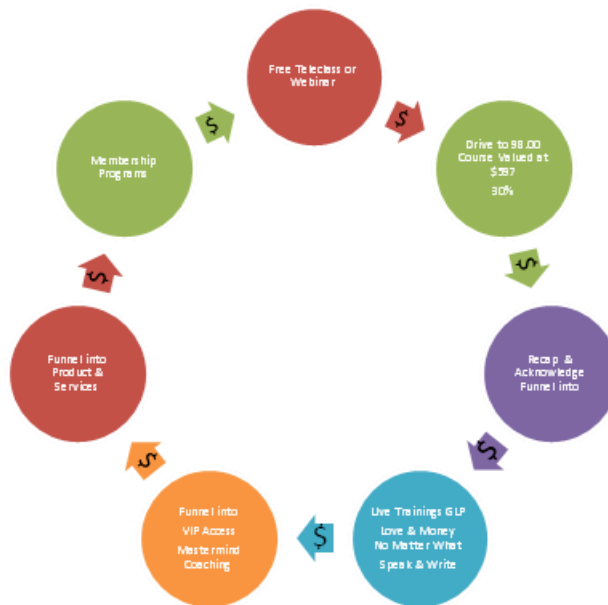 Free Teleclass or
Webinar
$
Drive to 98.00
Course Valued at
$597
30%
$
Recap &
Acknowledge
Funnel into
$
Live Trainings GLP
Love & Money
No Matter What
Speak & Write
$
Funnel into
VIP Access
Mastermind
Coaching
$
Funnel into
Product &
Services
$
Membership
Programs
$